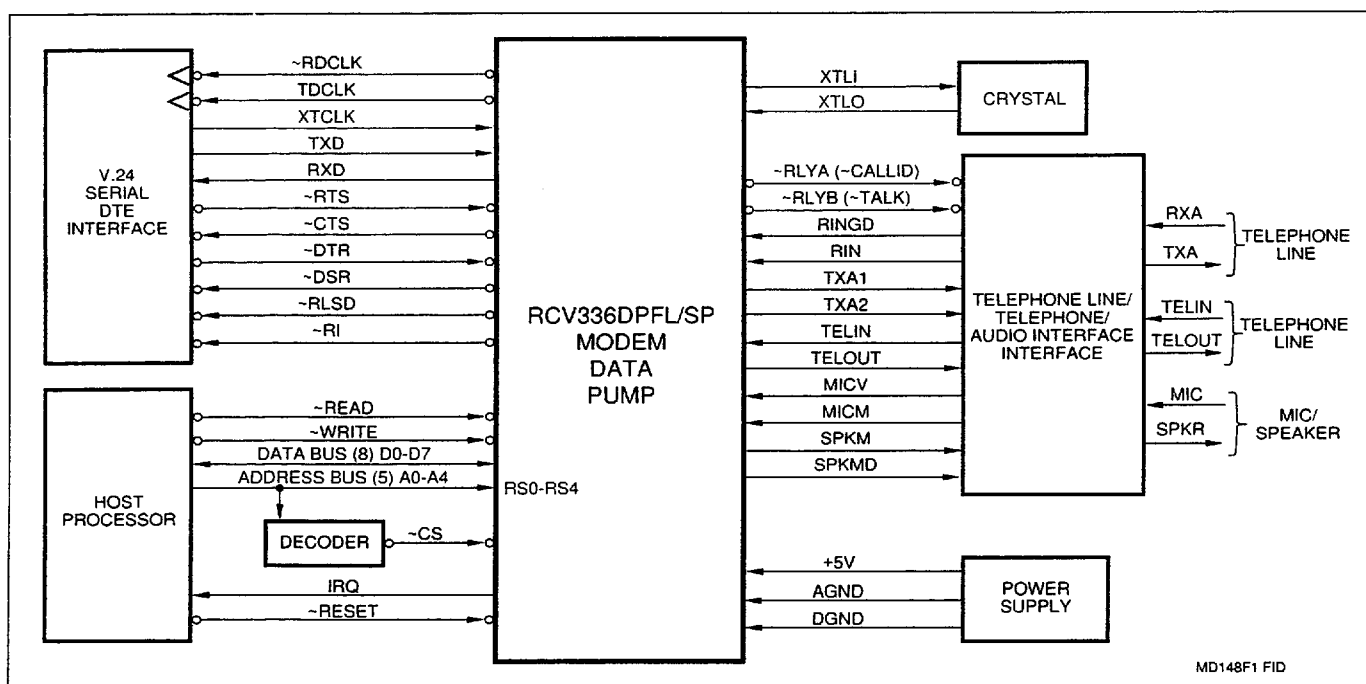 ~RDCLK
TDCLK
XTCLK
TXD
RXD
~RTS
~CTS
~DTR
~DSR
~RLSD
~RI
V.24
SERIAL
DTE
INTERFACE
~READ
~WRITE
DATA BUS (8) D0-D7
ADDRESS BUS (5) A0-A4
RS0-RS4
HOST
PROCESSOR
DECODER
~CS
IRQ
~RESET
RCV336DPFL/SP
MODEM
DATA
PUMP
XTLI
XTLO
CRYSTAL
~RLYA (~CALLID)
~RLYB (~TALK)
RINGD
RIN
TXA1
TXA2
TELIN
TELOUT
MICV
MICM
SPKM
SPKMD
TELEPHONE LINE/
TELEPHONE/
AUDIO INTERFACE
INTERFACE
RXA
TXA
TELEPHONE
LINE
TELIN
TELOUT
TELEPHONE
LINE
MIC
SPKR
MIC/
SPEAKER
+5V
AGND
DGND
POWER
SUPPLY
MD148F1 FID